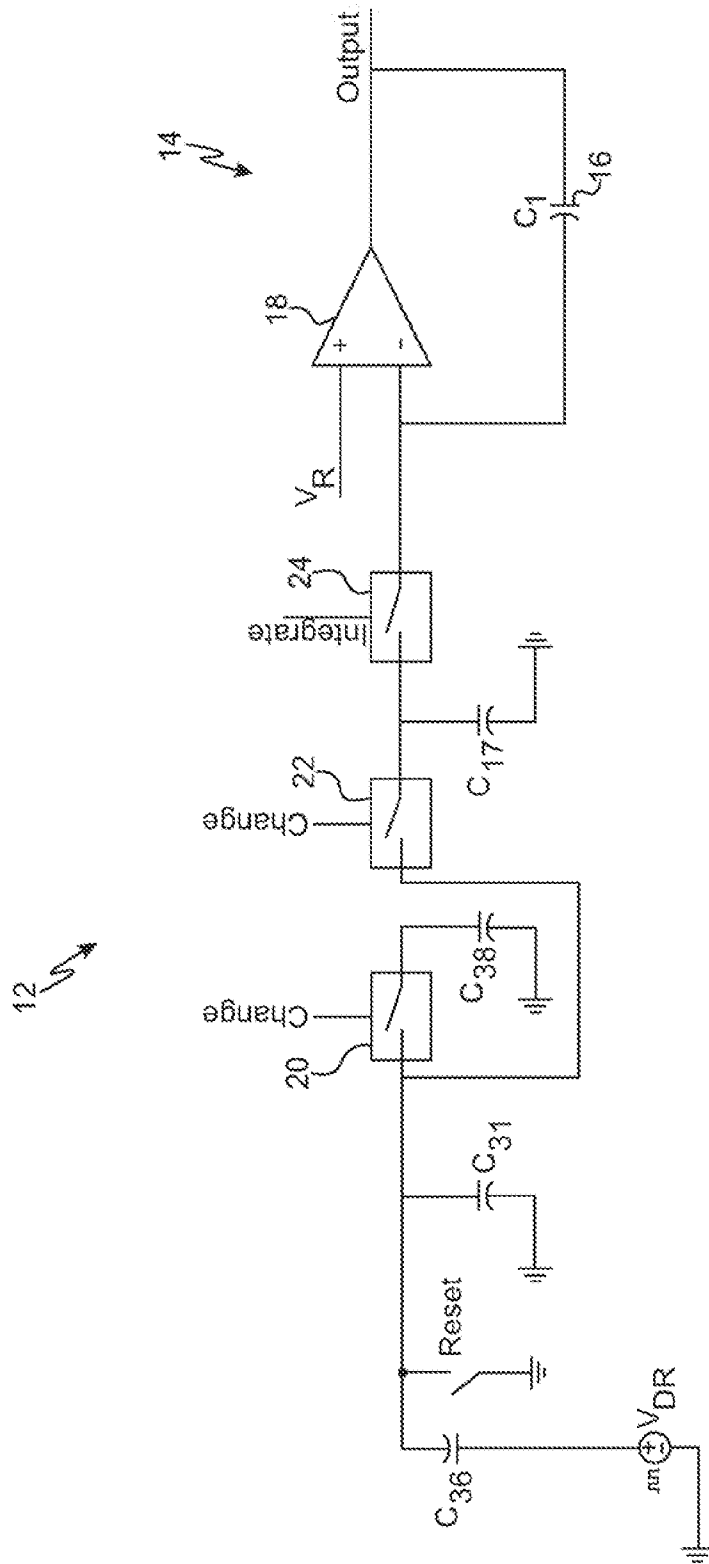 12
14
Output
18
+
-
V_R
C_1
16
24
Integrate
C_17
22
Change
C_38
Change
20
C_31
Reset
C_36
V_DR
+
-